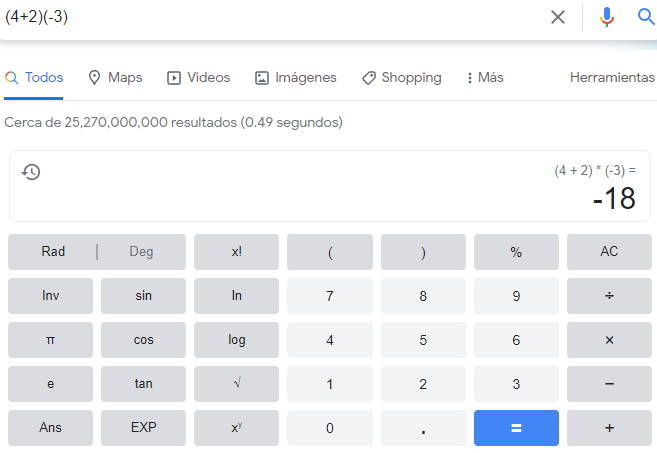 (4+2)(-3)
Todos Maps Videos Imágenes Shopping Más Herramientas
Cerca de 25,270,000,000 resultados (0.49 segundos)
(4 + 2) * (-3) =
-18
Rad | Deg x! ( ) % AC
Inv sin ln 7 8 9 ÷
π cos log 4 5 6 ×
e tan √ 1 2 3 −
Ans EXP xʸ 0 . = +